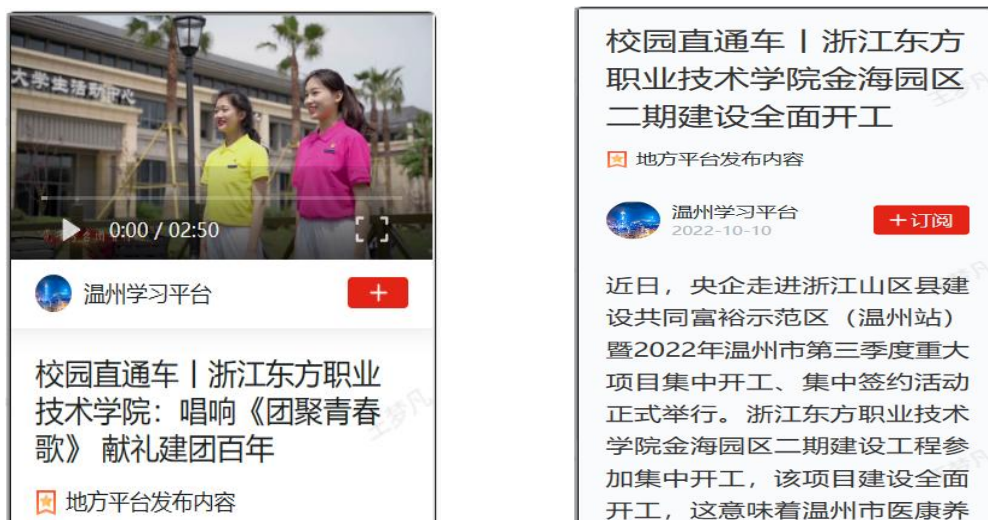 大学生活动中心
0:00 / 02:50
温州学习平台
+
校园直通车丨浙江东方职业
技术学院：唱响《团聚青春
歌》 献礼建团百年
地方平台发布内容
校园直通车丨浙江东方
职业技术学院金海园区
二期建设全面开工
地方平台发布内容
温州学习平台
2022-10-10
+订阅
近日，央企走进浙江山区县建
设共同富裕示范区（温州站）
暨2022年温州市第三季度重大
项目集中开工、集中签约活动
正式举行。浙江东方职业技术
学院金海园区二期建设工程参
加集中开工，该项目建设全面
开工，这意味着温州市医康养
王梦凡